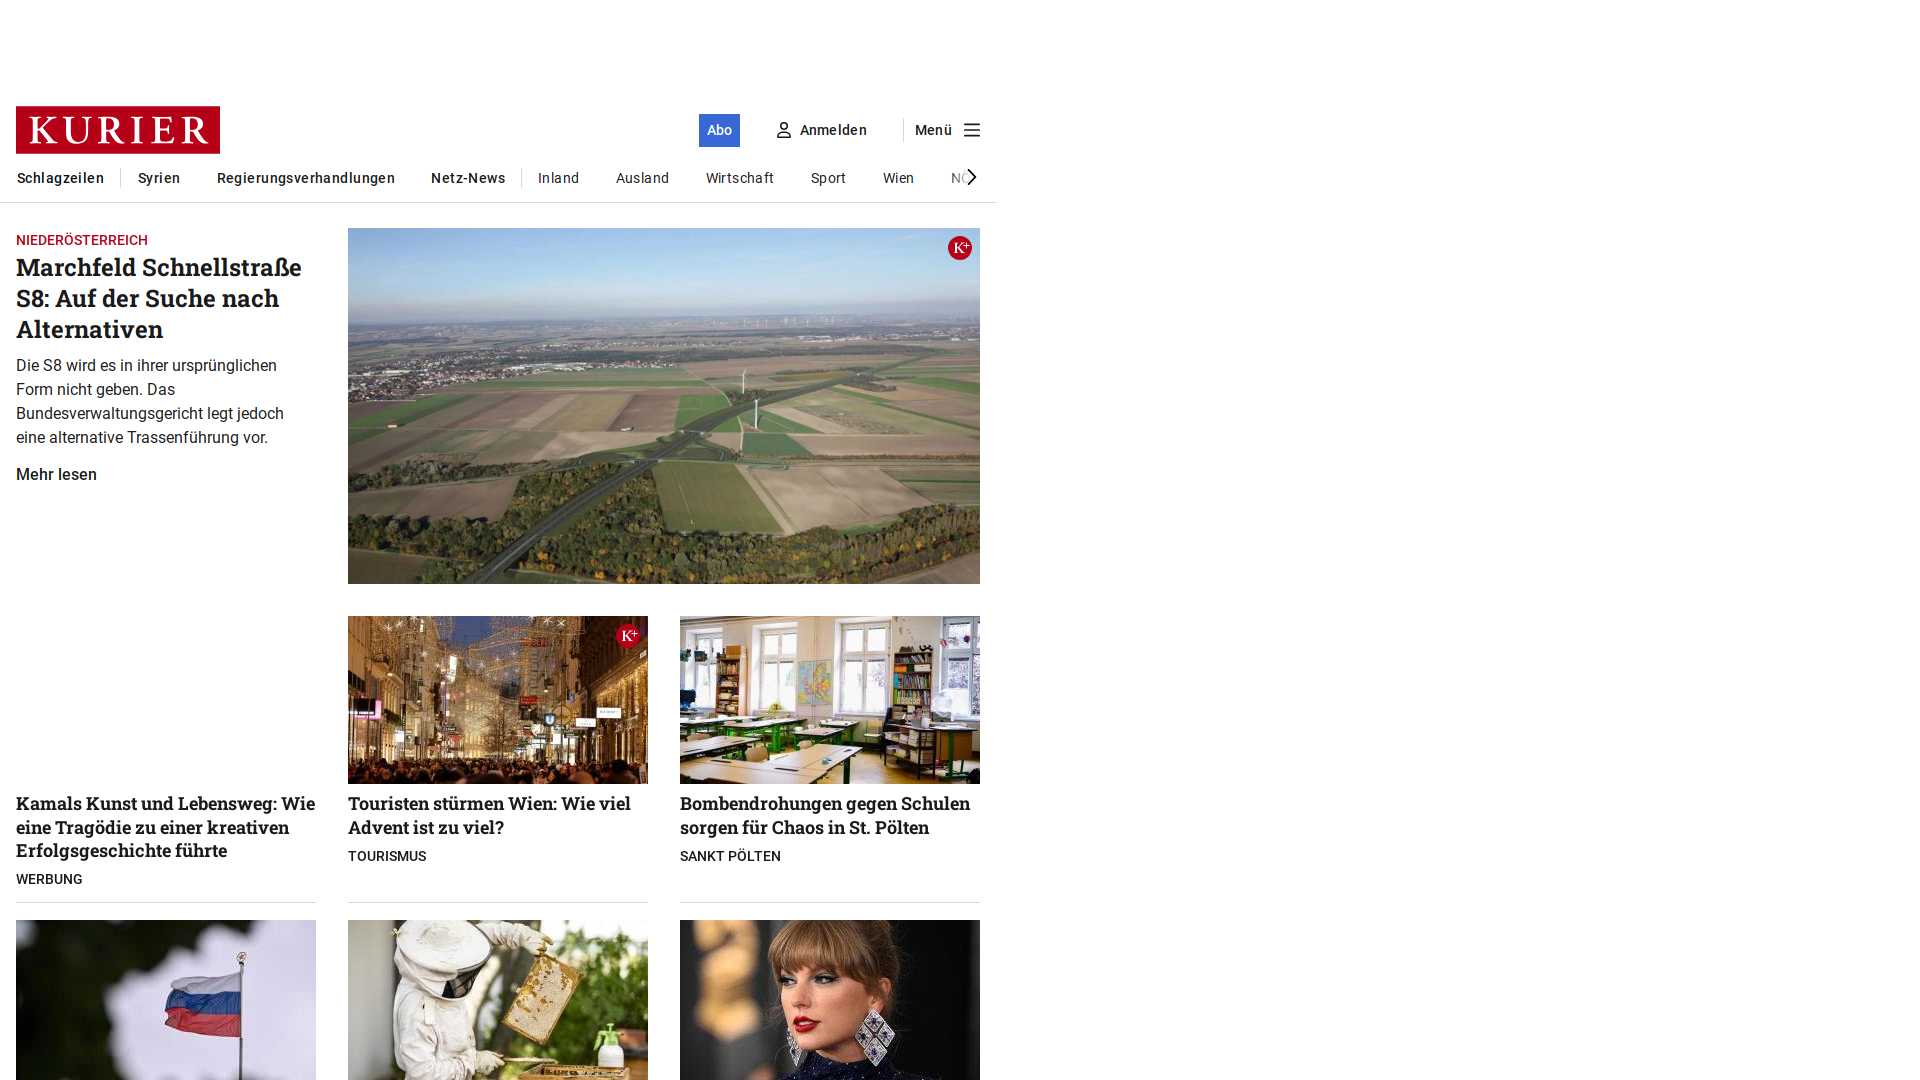 KURIER
Abo
Anmelden
Menü
Schlagzeilen
Syrien
Regierungsverhandlungen
Netz-News
Inland
Ausland
Wirtschaft
Sport
Wien
NIEDERÖSTERREICH
Marchfeld Schnellstraße
S8: Auf der Suche nach
Alternativen
Die S8 wird es in ihrer ursprünglichen
Form nicht geben. Das
Bundesverwaltungsgericht legt jedoch
eine alternative Trassenführung vor.
Mehr lesen
K+
K+
Kamals Kunst und Lebensweg: Wie
eine Tragödie zu einer kreativen
Erfolgsgeschichte führte
WERBUNG
Touristen stürmen Wien: Wie viel
Advent ist zu viel?
TOURISMUS
Bombendrohungen gegen Schulen
sorgen für Chaos in St. Pölten
SANKT PÖLTEN